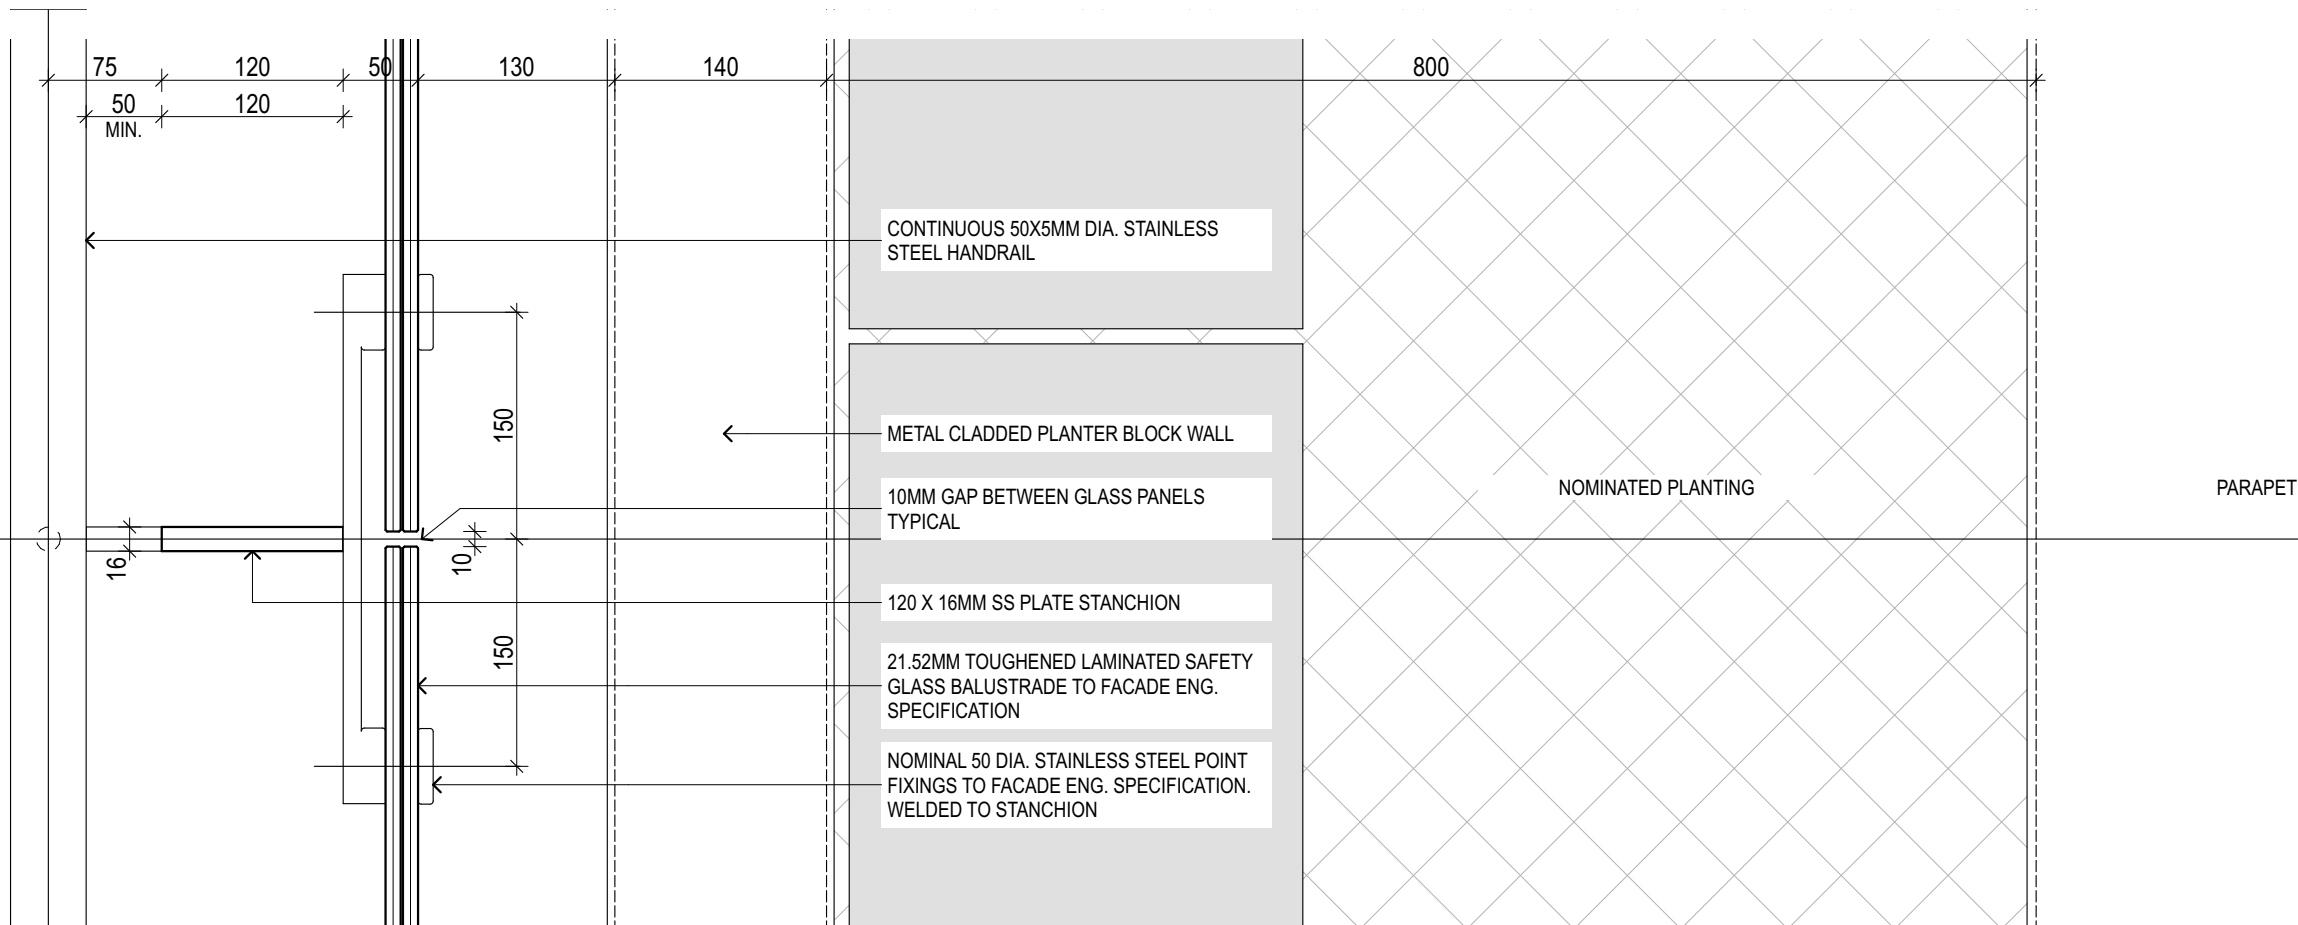 75
120
50
130
140
800
50
120
MIN.
CONTINUOUS 50X5MM DIA. STAINLESS
STEEL HANDRAIL
150
METAL CLADDED PLANTER BLOCK WALL
10MM GAP BETWEEN GLASS PANELS
TYPICAL
NOMINATED PLANTING
PARAPET
16
10
120 X 16MM SS PLATE STANCHION
150
21.52MM TOUGHENED LAMINATED SAFETY
GLASS BALUSTRADE TO FACADE ENG.
SPECIFICATION
NOMINAL 50 DIA. STAINLESS STEEL POINT
FIXINGS TO FACADE ENG. SPECIFICATION.
WELDED TO STANCHION